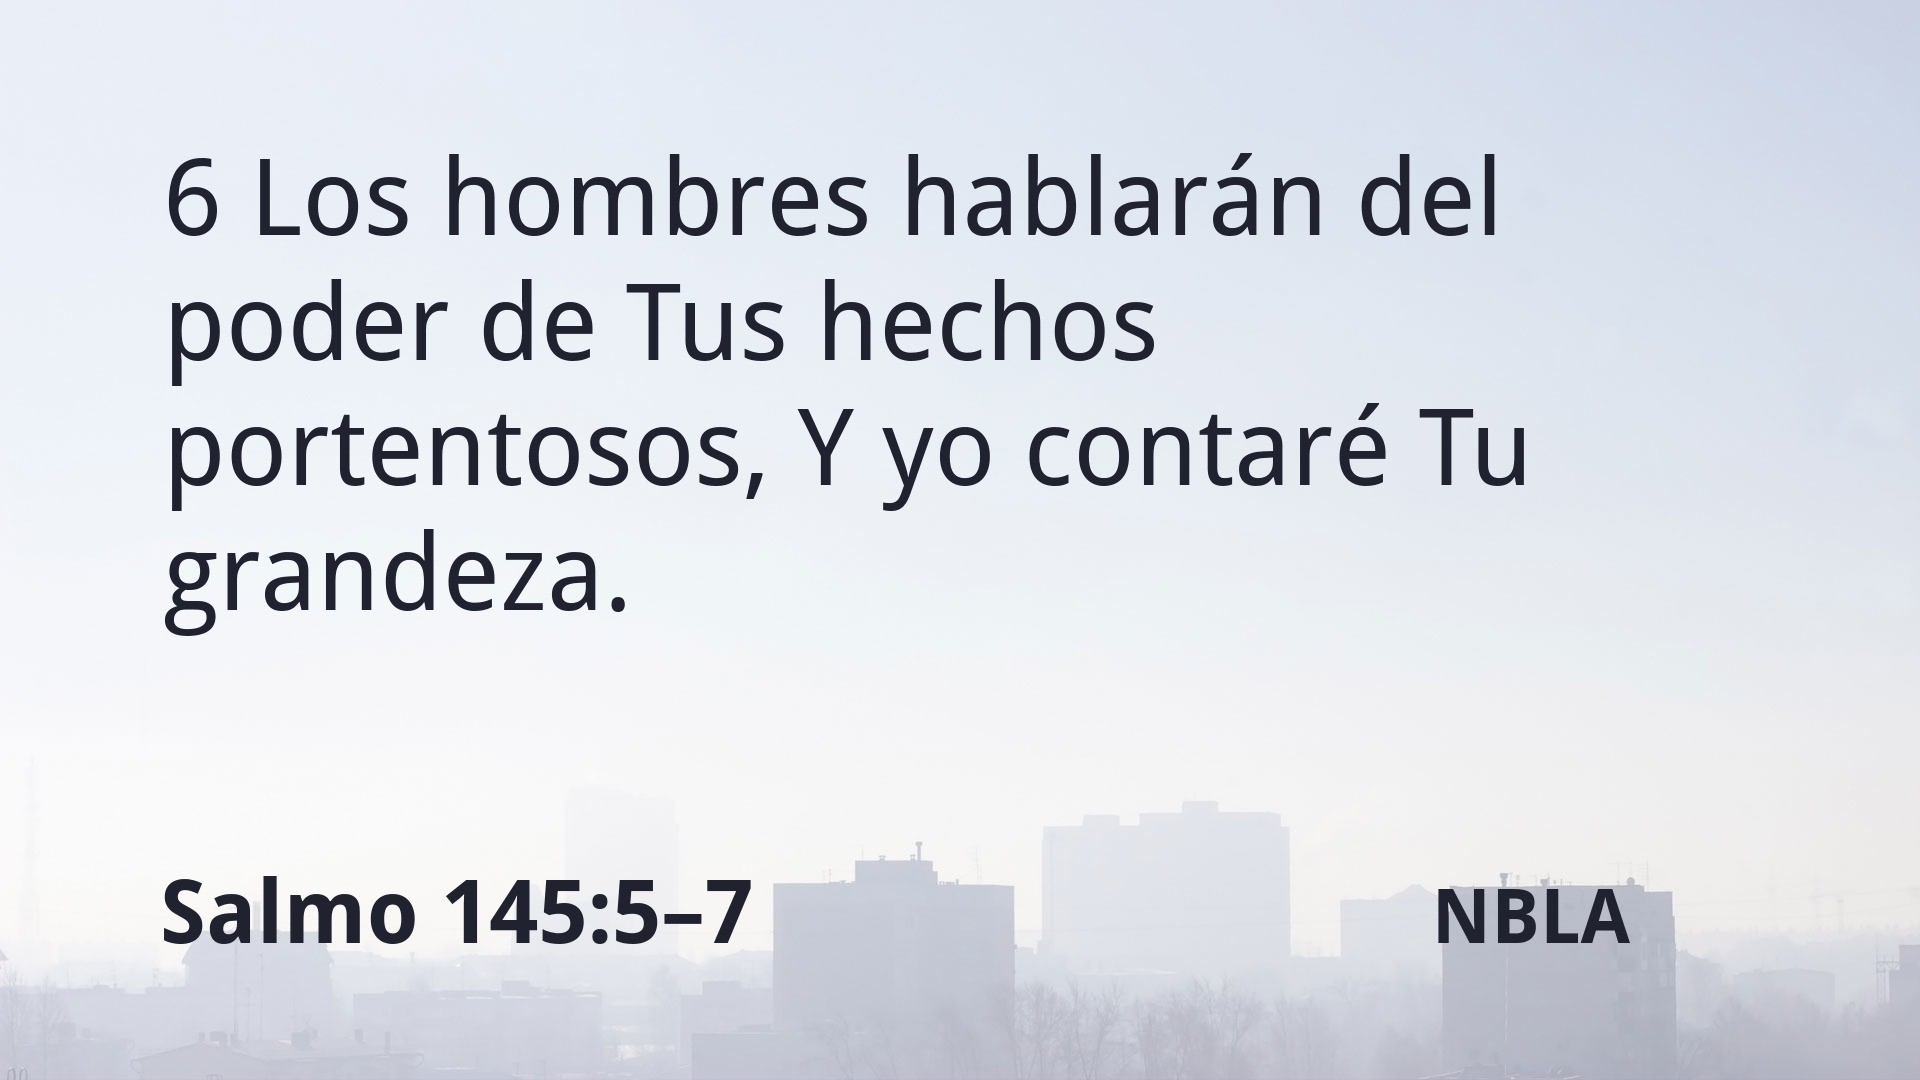 6 Los hombres hablarán del
poder de Tus hechos
portentosos, Y yo contaré Tu
grandeza.
Salmo 145:5–7
NBLA